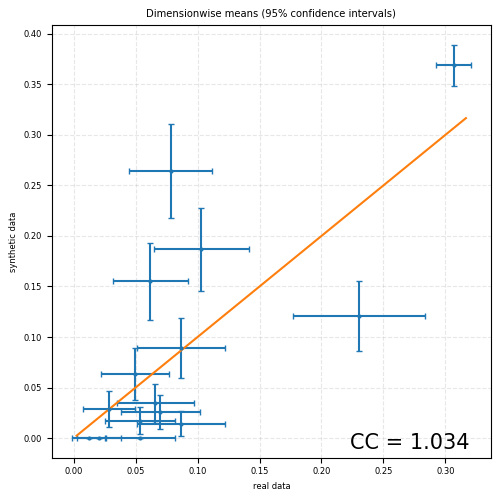 Dimensionwise means (95% confidence intervals)
0.40
0.35
0.30
0.25
0.20
0.15
0.10
0.05
0.00
synthetic data
CC = 1.034
0.00 0.05 0.10 0.15 0.20 0.25 0.30
real data